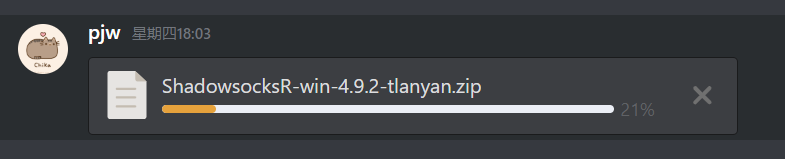 pjw 星期四18:03
Chika
ShadowsocksR-win-4.9.2-tlanyan.zip
21%